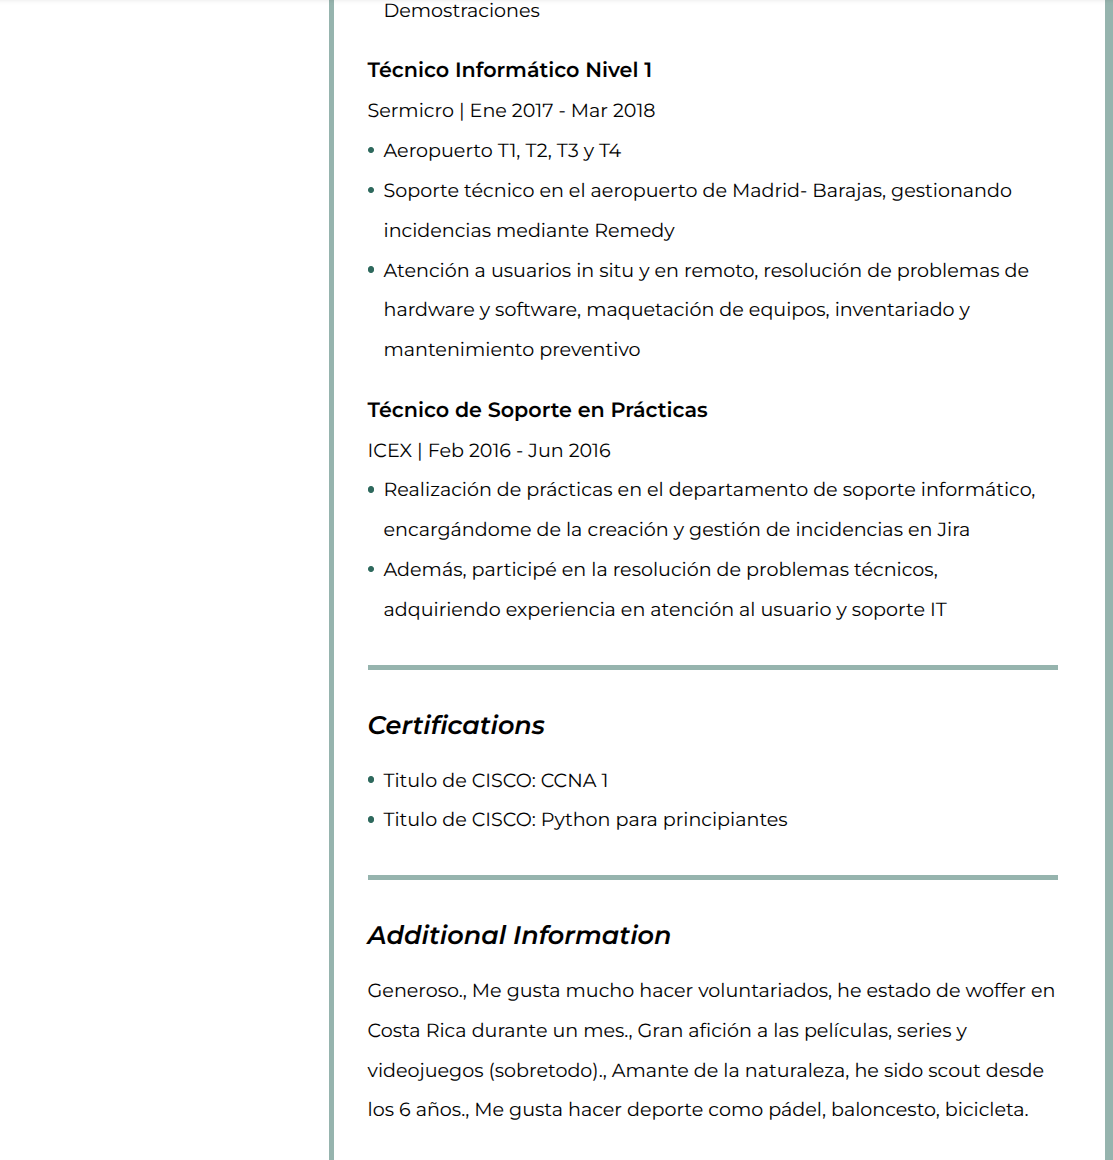 Demostraciones
Técnico Informático Nivel 1
Sermicro | Ene 2017 - Mar 2018
• Aeropuerto T1, T2, T3 y T4
• Soporte técnico en el aeropuerto de Madrid- Barajas, gestionando
incidencias mediante Remedy
• Atención a usuarios in situ y en remoto, resolución de problemas de
hardware y software, maquetación de equipos, inventariado y
mantenimiento preventivo
Técnico de Soporte en Prácticas
ICEX | Feb 2016 - Jun 2016
• Realización de prácticas en el departamento de soporte informático,
encargándome de la creación y gestión de incidencias en Jira
• Además, participé en la resolución de problemas técnicos,
adquiriendo experiencia en atención al usuario y soporte IT
Certifications
• Titulo de CISCO: CCNA 1
• Titulo de CISCO: Python para principiantes
Additional Information
Generoso., Me gusta mucho hacer voluntariados, he estado de woffer en
Costa Rica durante un mes., Gran afición a las películas, series y
videojuegos (sobretodo)., Amante de la naturaleza, he sido scout desde
los 6 años., Me gusta hacer deporte como pádel, baloncesto, bicicleta.